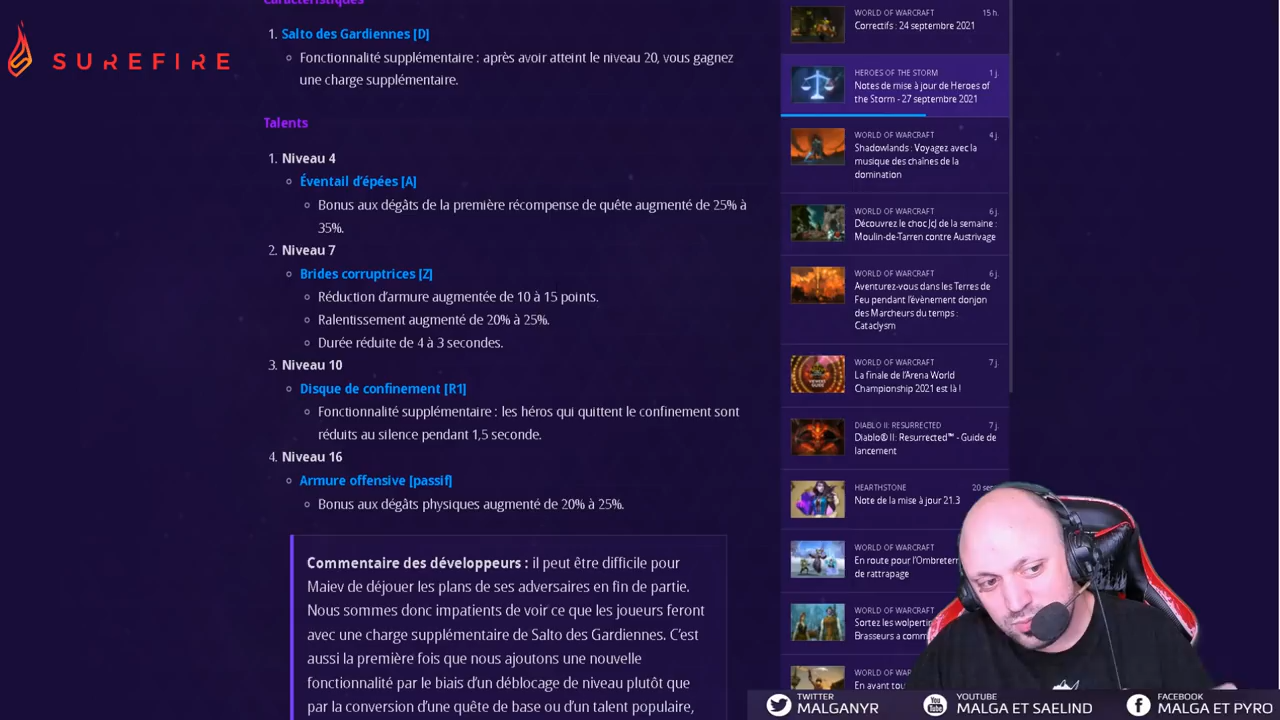 Caractéristiques
SUREFIRE
1. Salto des Gardiennes [D]
Fonctionnalité supplémentaire : après avoir atteint le niveau 20, vous gagnez
une charge supplémentaire.
Talents
1. Niveau 4
Éventail d'épées [A]
Bonus aux dégâts de la première récompense de quête augmenté de 25% à
35%.
2. Niveau 7
Brides corruptrices [Z]
Réduction d'armure augmentée de 10 à 15 points.
Ralentissement augmenté de 20% à 25%.
Durée réduite de 4 à 3 secondes.
3. Niveau 10
Disque de confinement [R1]
Fonctionnalité supplémentaire : les héros qui quittent le confinement sont
réduits au silence pendant 1,5 seconde.
4. Niveau 16
Armure offensive [passif]
Bonus aux dégâts physiques augmenté de 20% à 25%.
Commentaire des développeurs : il peut être difficile pour
Maiev de déjouer les plans de ses adversaires en fin de partie.
Nous sommes donc impatients de voir ce que les joueurs feront
avec une charge supplémentaire de Salto des Gardiennes. C'est
aussi la première fois que nous ajoutons une nouvelle
fonctionnalité par le biais d'un déblocage de niveau plutôt que
par la conversion d'une quête de base ou d'un talent populaire,
WORLD OF WARCRAFT 15 h.
Correctifs : 24 septembre 2021
HEROES OF THE STORM 1 j.
Notes de mise à jour de Heroes of
the Storm - 27 septembre 2021
WORLD OF WARCRAFT 4 j.
Shadowlands : Voyagez avec la
musique des chaînes de la
domination
WORLD OF WARCRAFT 6 j.
Découvrez le choc JcJ de la semaine :
Moulin-de-Tarren contre Austrivage
WORLD OF WARCRAFT 6 j.
Aventurez-vous dans les Terres de
Feu pendant l'évènement donjon
des Marcheurs du temps :
Cataclysm
WORLD OF WARCRAFT 7 j.
La finale de l'Arena World
Championship 2021 est là !
DIABLO II: RESURRECTED 7 j.
Diablo® II: Resurrected™ - Guide de
lancement
HEARTHSTONE 20 sep
Note de la mise à jour 21.3
WORLD OF WARCRAFT
En route pour l'Ombreterr
de rattrapage
WORLD OF WARCRAFT
Sortez les wolpertin
Brasseurs a comm
WORLD OF WA
En avant tou
TWITTER
MALGANYR
YOUTUBE
MALGA ET SAELIND
FACEBOOK
MALGA ET PYRO